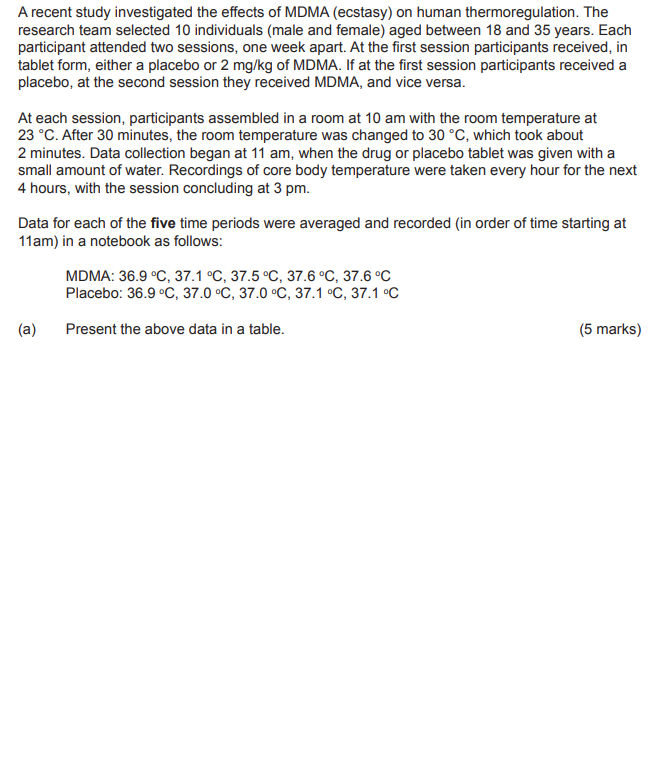 A recent study investigated the effects of MDMA (ecstasy) on human thermoregulation. The
research team selected 10 individuals (male and female) aged between 18 and 35 years. Each
participant attended two sessions, one week apart. At the first session participants received, in
tablet form, either a placebo or 2 mg/kg of MDMA. If at the first session participants received a
placebo, at the second session they received MDMA, and vice versa.
At each session, participants assembled in a room at 10 am with the room temperature at
23 °C. After 30 minutes, the room temperature was changed to 30 °C, which took about
2 minutes. Data collection began at 11 am, when the drug or placebo tablet was given with a
small amount of water. Recordings of core body temperature were taken every hour for the next
4 hours, with the session concluding at 3 pm.
Data for each of the five time periods were averaged and recorded (in order of time starting at
11am) in a notebook as follows:
MDMA: 36.9 ºC, 37.1 ºC, 37.5 ºC, 37.6 ºC, 37.6 ºC
Placebo: 36.9 ºC, 37.0 ºC, 37.0 ºC, 37.1 ºC, 37.1 ºC
(a) Present the above data in a table. (5 marks)